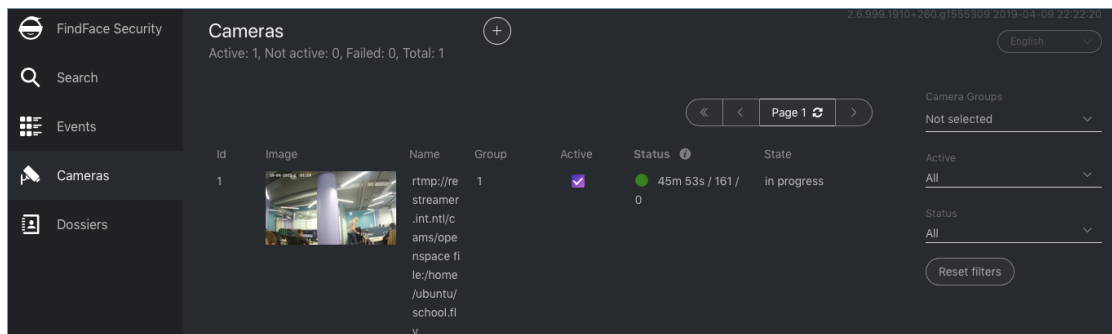 2.6.999.1910+260.g1555309 2019-04-09 22:22:20
FindFace Security
Search
Events
Cameras
Dossiers
Cameras
Active: 1, Not active: 0, Failed: 0, Total: 1
English
Page 1
Camera Groups
Not selected
Active
All
Status
All
Reset filters
Id Image Name Group Active Status State
1 rtmp://re 1 45m 53s / 161 / in progress
streamer 0
.int.ntl/c
ams/ope
nspace fi
le:/home
/ubuntu/
school.fl
v